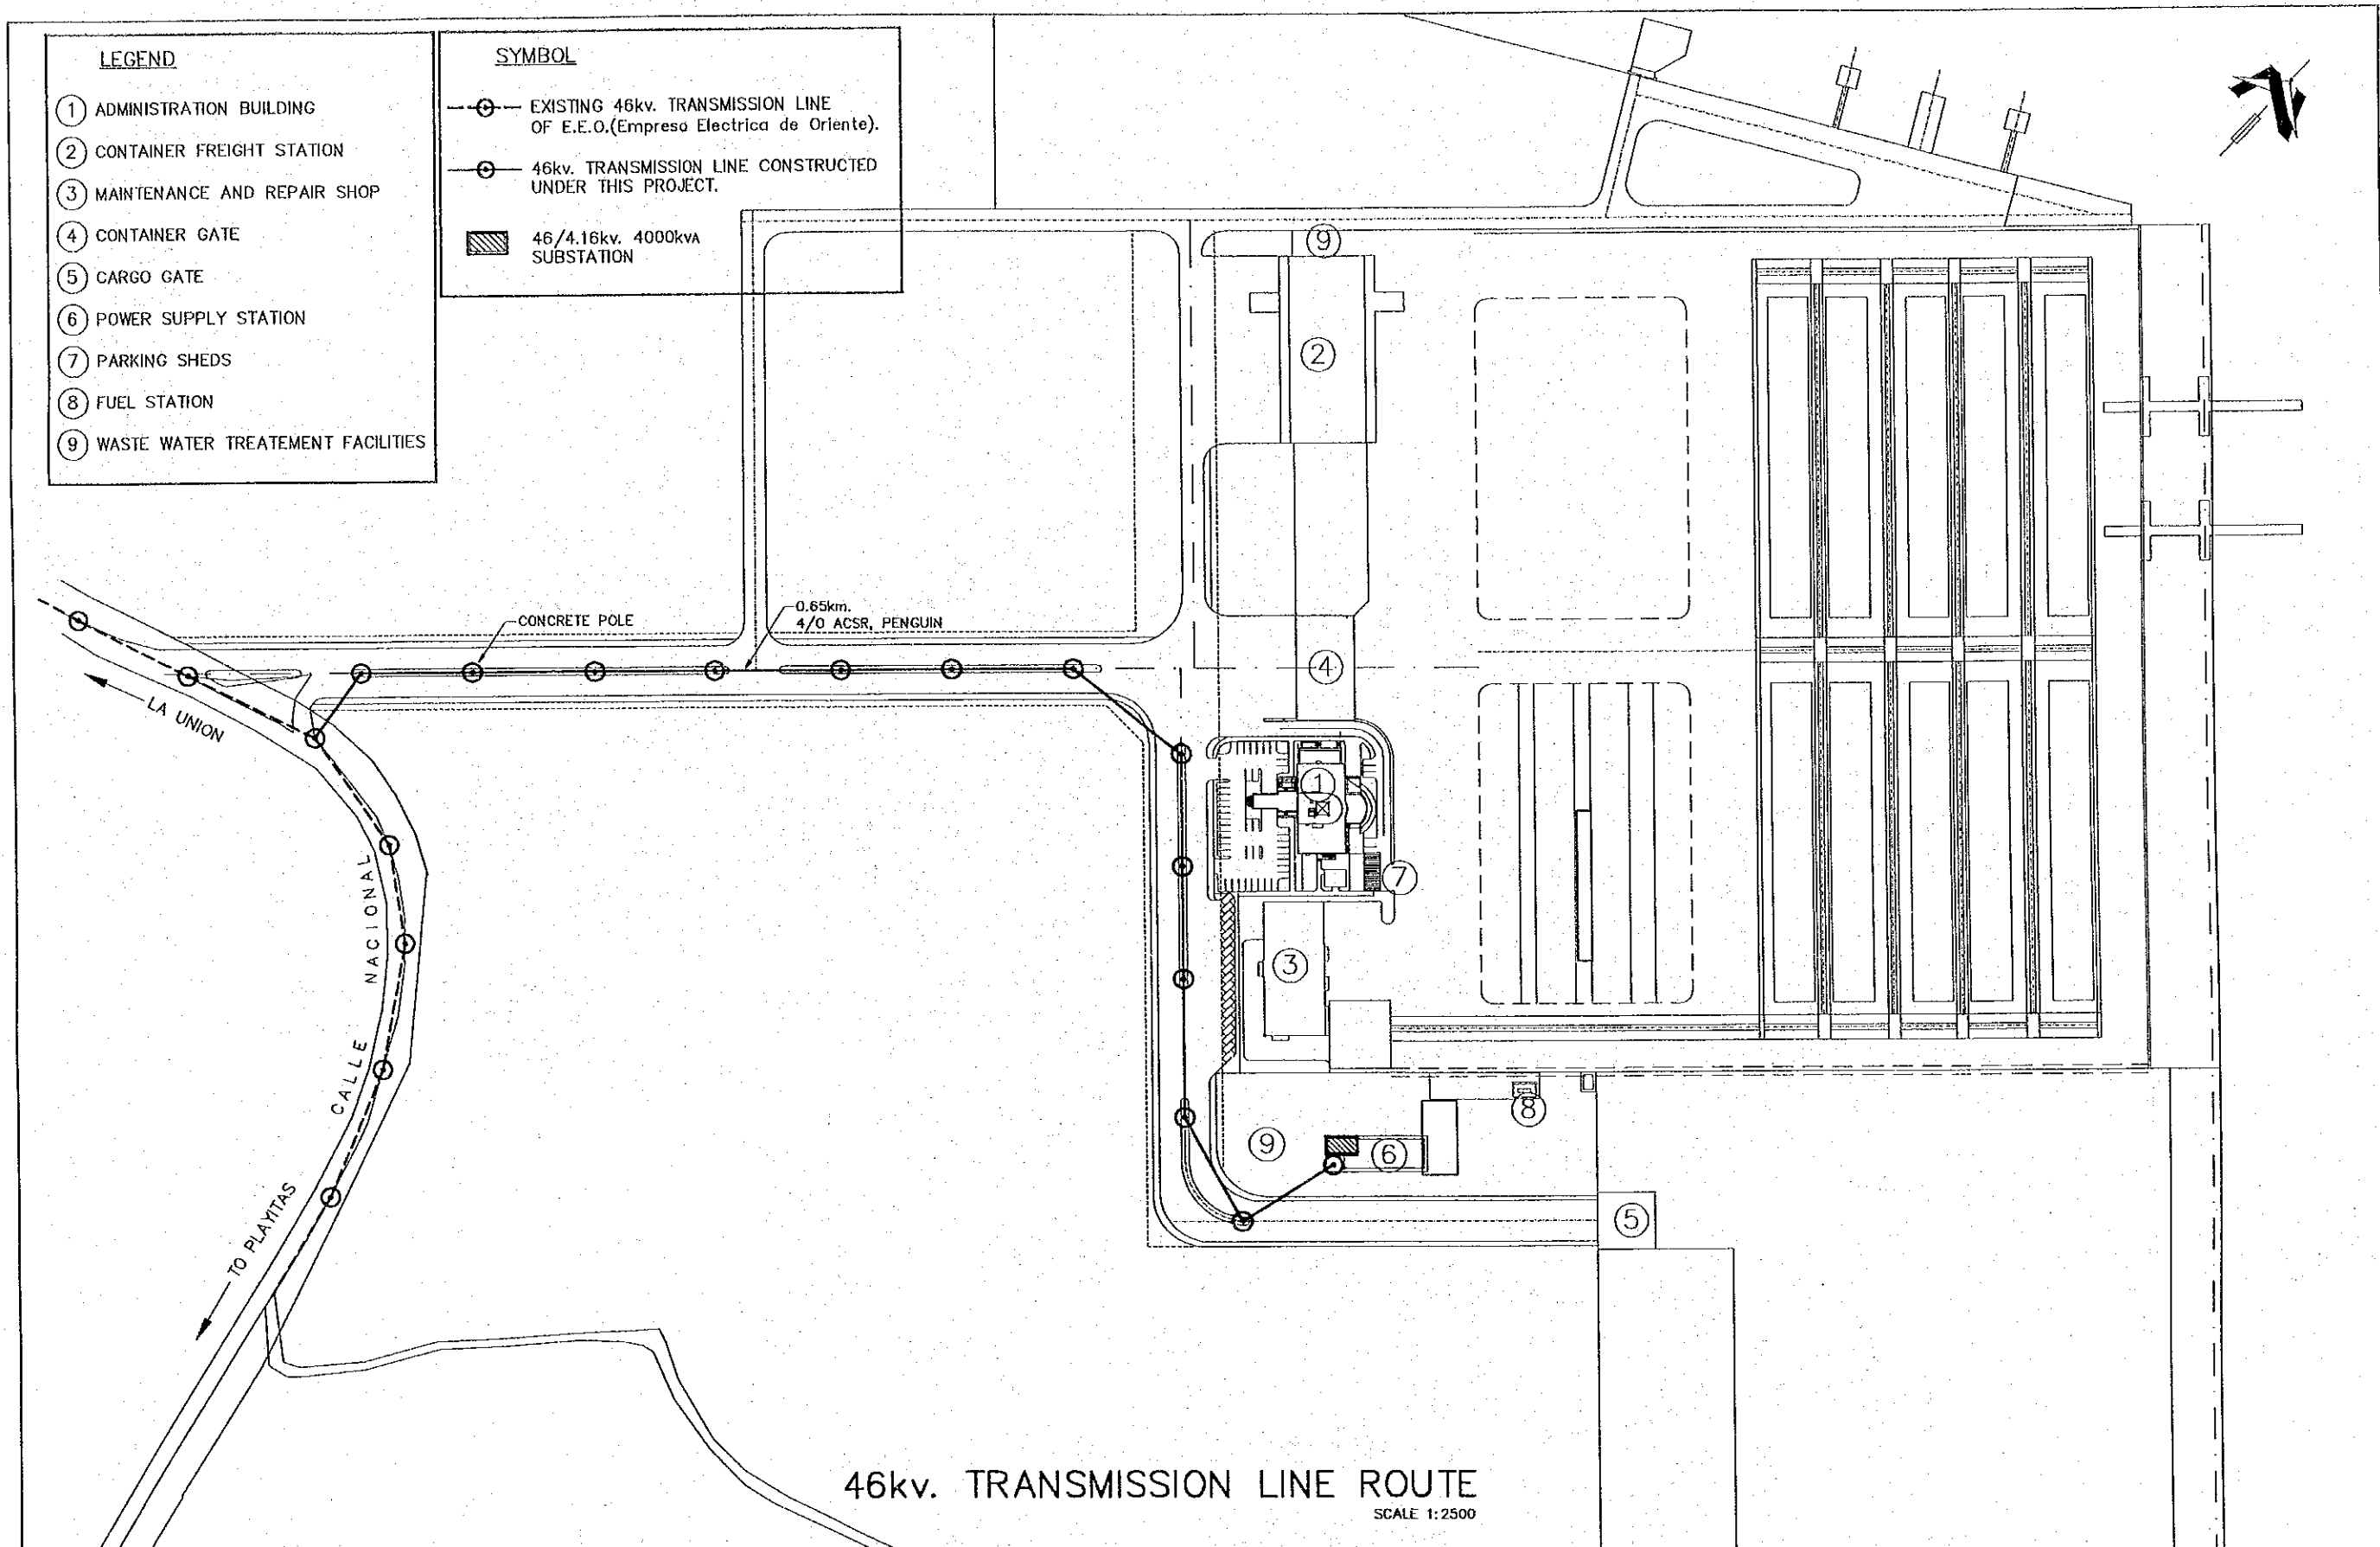 LEGEND
1 ADMINISTRATION BUILDING
2 CONTAINER FREIGHT STATION
3 MAINTENANCE AND REPAIR SHOP
4 CONTAINER GATE
5 CARGO GATE
6 POWER SUPPLY STATION
7 PARKING SHEDS
8 FUEL STATION
9 WASTE WATER TREATEMENT FACILITIES
SYMBOL
EXISTING 46kv. TRANSMISSION LINE
OF E.E.O.(Empresa Electrica de Oriente).
46kv. TRANSMISSION LINE CONSTRUCTED
UNDER THIS PROJECT.
46/4.16kv. 4000kvA
SUBSTATION
9
2
CONCRETE POLE
0.65km.
4/0 ACSR, PENGUIN
4
LA UNION
1
7
CALLE NACIONAL
3
8
9
6
TO PLAYITAS
5
46kv. TRANSMISSION LINE ROUTE
SCALE 1:2500